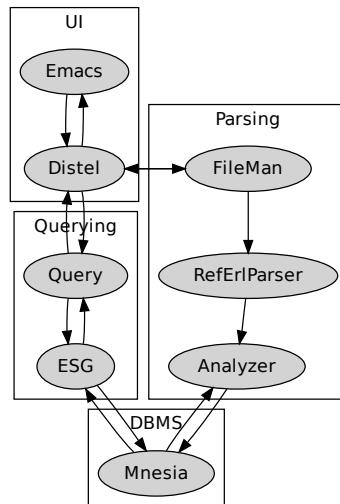 UI
Emacs
Distel
Parsing
FileMan
RefErlParser
Analyzer
Querying
Query
ESG
DBMS
Mnesia